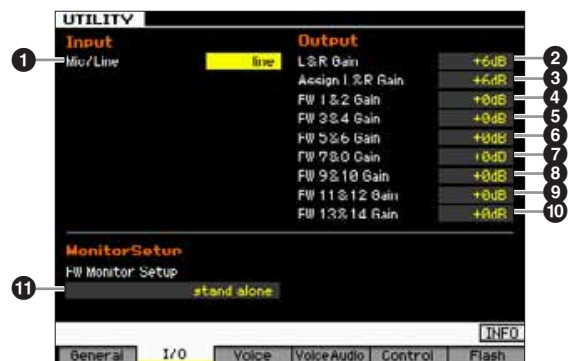 UTILITY
Input
Output
1 Mic/Line line
L&R Gain +6dB 2
Assign L&R Gain +6dB 3
FW 1&2 Gain +0dB 4
FW 3&4 Gain +0dB 5
FW 5&6 Gain +0dB 6
FW 7&8 Gain +0dB 7
FW 9&10 Gain +0dB 8
FW 11&12 Gain +0dB 9
FW 13&14 Gain +0dB 10
MonitorSetup
FW Monitor Setup
11 stand alone
INFO
General I/O Voice Voice Audio Control Flash